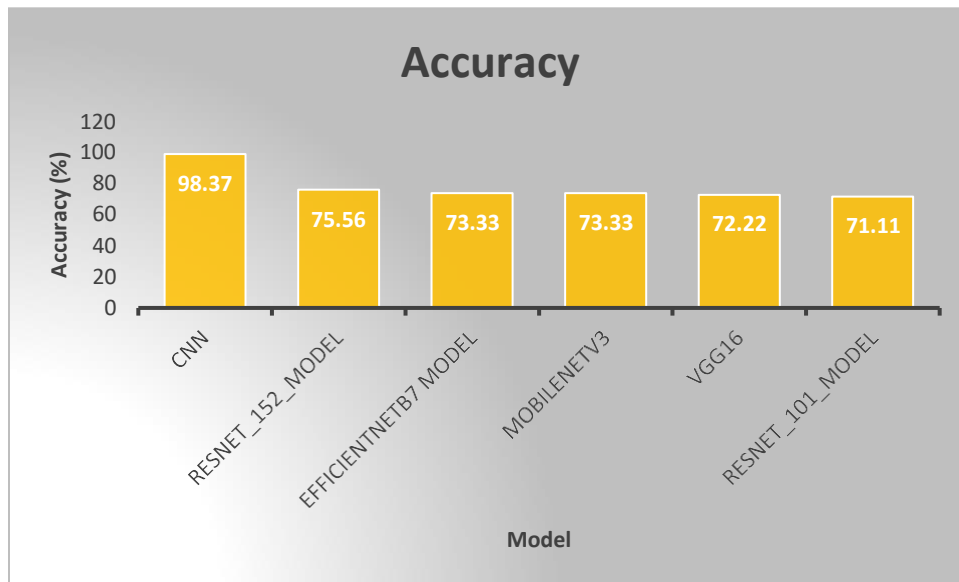 Accuracy
Accuracy (%)
120
100
80
60
40
20
0
98.37
75.56
73.33
73.33
72.22
71.11
CNN
RESNET_152_MODEL
EFFICIENTNETB7 MODEL
MOBILENETV3
VGG16
RESNET_101_MODEL
Model